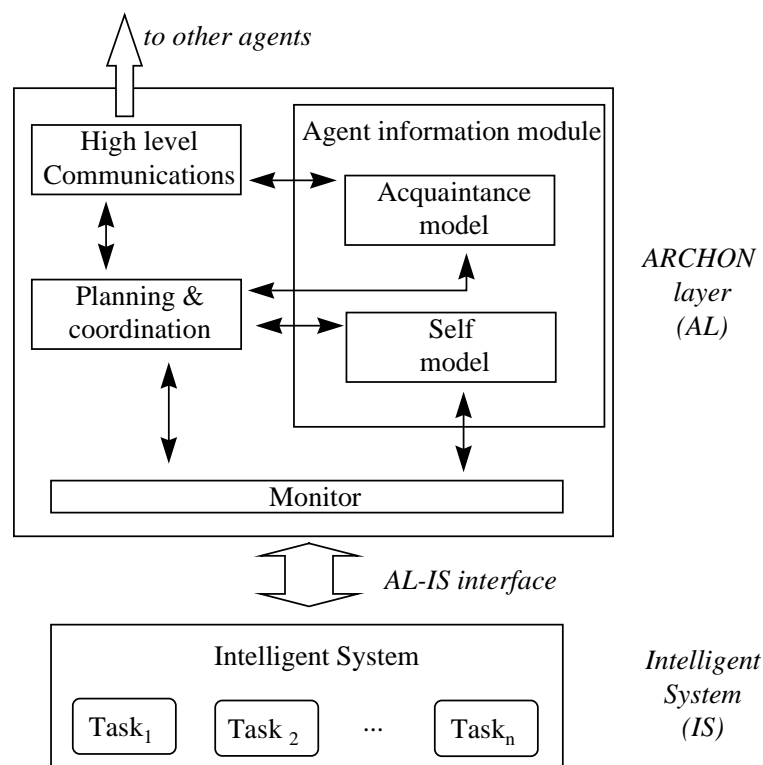 to other agents
High level
Communications
Agent information module
Acquaintance
model
Planning &
coordination
Self
model
Monitor
ARCHON
layer
(AL)
AL-IS interface
Intelligent System
Task1
Task 2
...
Taskn
Intelligent
System
(IS)